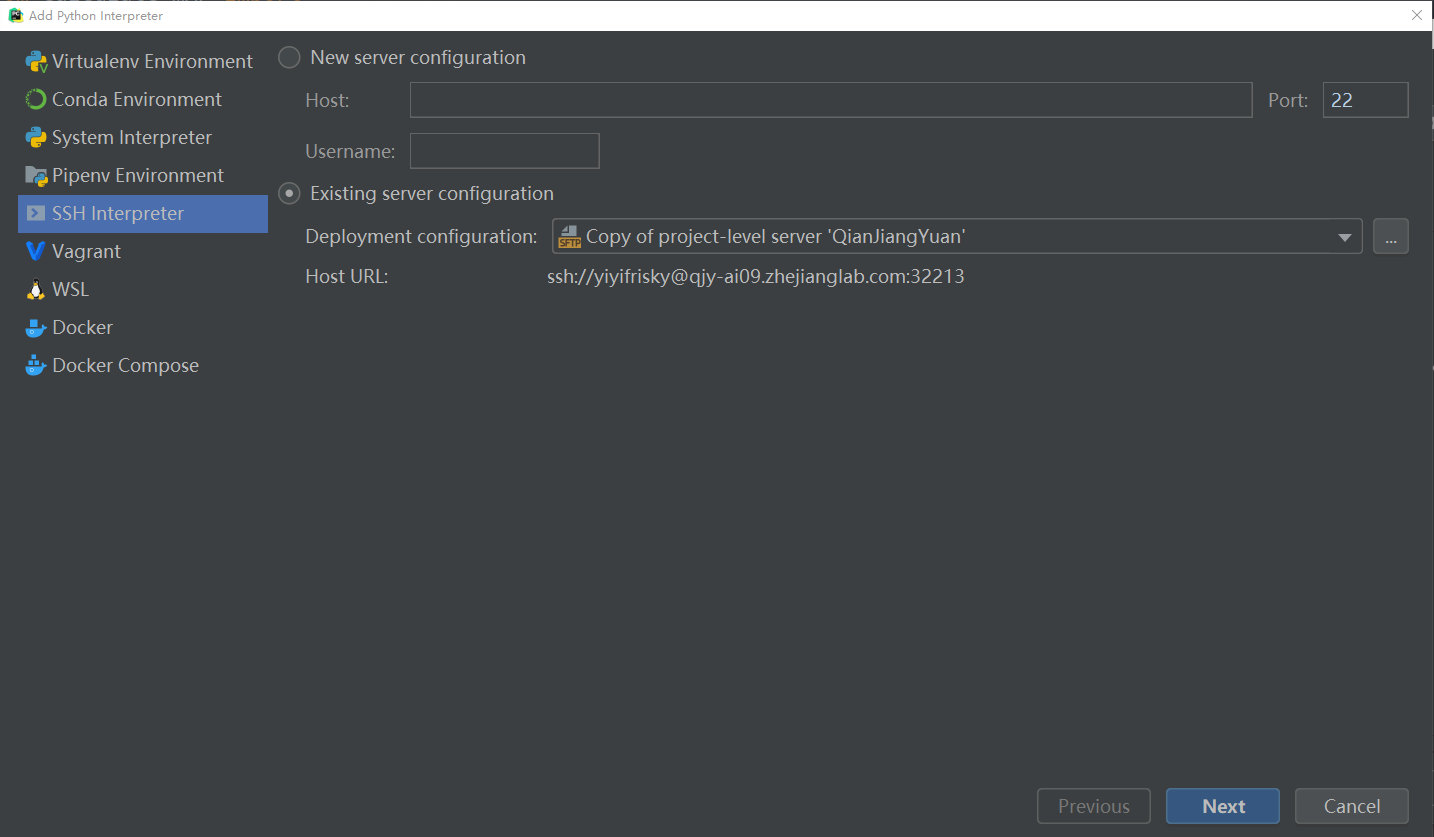 Add Python Interpreter
Virtualenv Environment
Conda Environment
System Interpreter
Pipenv Environment
SSH Interpreter
Vagrant
WSL
Docker
Docker Compose
New server configuration
Host:
Port: 22
Username:
Existing server configuration
Deployment configuration: SFTP Copy of project-level server 'QianJiangYuan' ...
Host URL: ssh://yiyifrisky@qjy-ai09.zhejianglab.com:32213
Previous Next Cancel